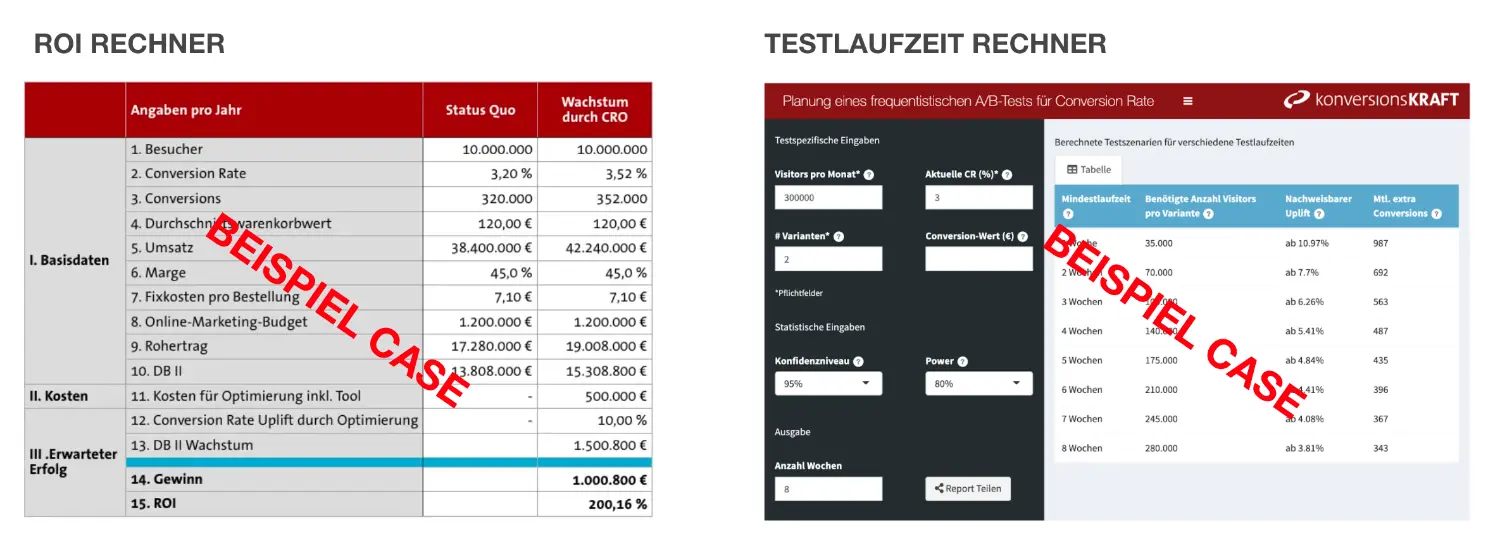 ROI RECHNER
Angaben pro Jahr Status Quo Wachstum durch CRO
I. Basisdaten
1. Besucher 10.000.000 10.000.000
2. Conversion Rate 3,20 % 3,52 %
3. Conversions 320.000 352.000
4. Durchschnittswarenkorbwert 120,00 € 120,00 €
5. Umsatz 38.400.000 € 42.240.000 €
6. Marge 45,0 % 45,0 %
7. Fixkosten pro Bestellung 7,10 € 7,10 €
8. Online-Marketing-Budget 1.200.000 € 1.200.000 €
9. Rohertrag 17.280.000 € 19.008.000 €
10. DB II 13.808.000 € 15.308.800 €
II. Kosten
11. Kosten für Optimierung inkl. Tool - 500.000 €
III .Erwarteter Erfolg
12. Conversion Rate Uplift durch Optimierung - 10,00 %
13. DB II Wachstum 1.500.800 €
14. Gewinn 1.000.800 €
15. ROI 200,16 %
BEISPIEL CASE
TESTLAUFZEIT RECHNER
Planung eines frequentistischen A/B-Tests für Conversion Rate
konversionsKRAFT
Testspezifische Eingaben
Visitors pro Monat* Aktuelle CR (%)*
300000 3
# Varianten* Conversion-Wert (€)
2
*Pflichtfelder
Statistische Eingaben
Konfidenzniveau Power
95% 80%
Ausgabe
Anzahl Wochen
8 Report Teilen
Berechnete Testszenarien für verschiedene Testlaufzeiten
Tabelle
Mindestlaufzeit Benötigte Anzahl Visitors pro Variante Nachweisbarer Uplift Mtl. extra Conversions
Woche 35.000 ab 10.97% 987
2 Wochen 70.000 ab 7.7% 692
3 Wochen ab 6.26% 563
4 Wochen 140.000 ab 5.41% 487
5 Wochen 175.000 ab 4.84% 435
6 Wochen 210.000 4.41% 396
7 Wochen 245.000 ab 4.08% 367
8 Wochen 280.000 ab 3.81% 343
BEISPIEL CASE